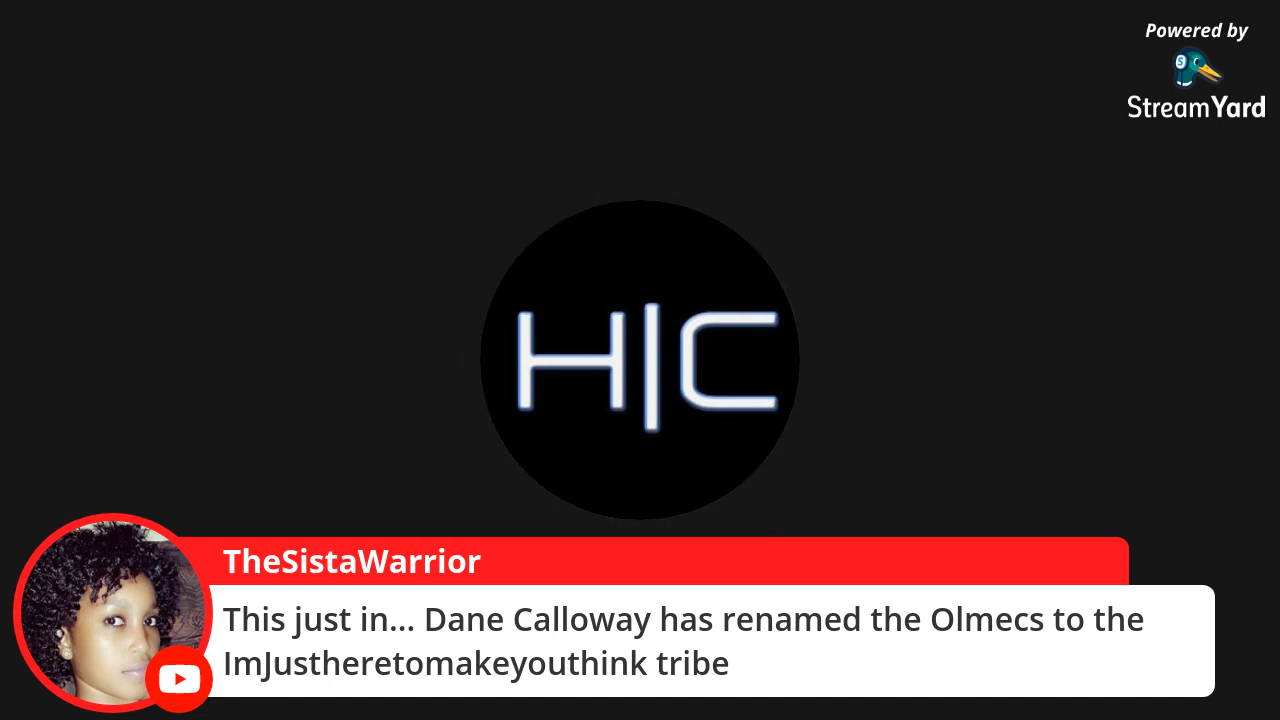 Powered by
StreamYard
H|C
TheSistaWarrior
This just in... Dane Calloway has renamed the Olmecs to the
ImJustheretomakeyouthink tribe